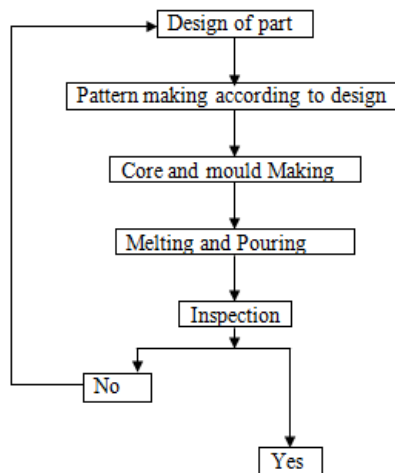 Design of part
Pattern making according to design
Core and mould Making
Melting and Pouring
Inspection
No
Yes